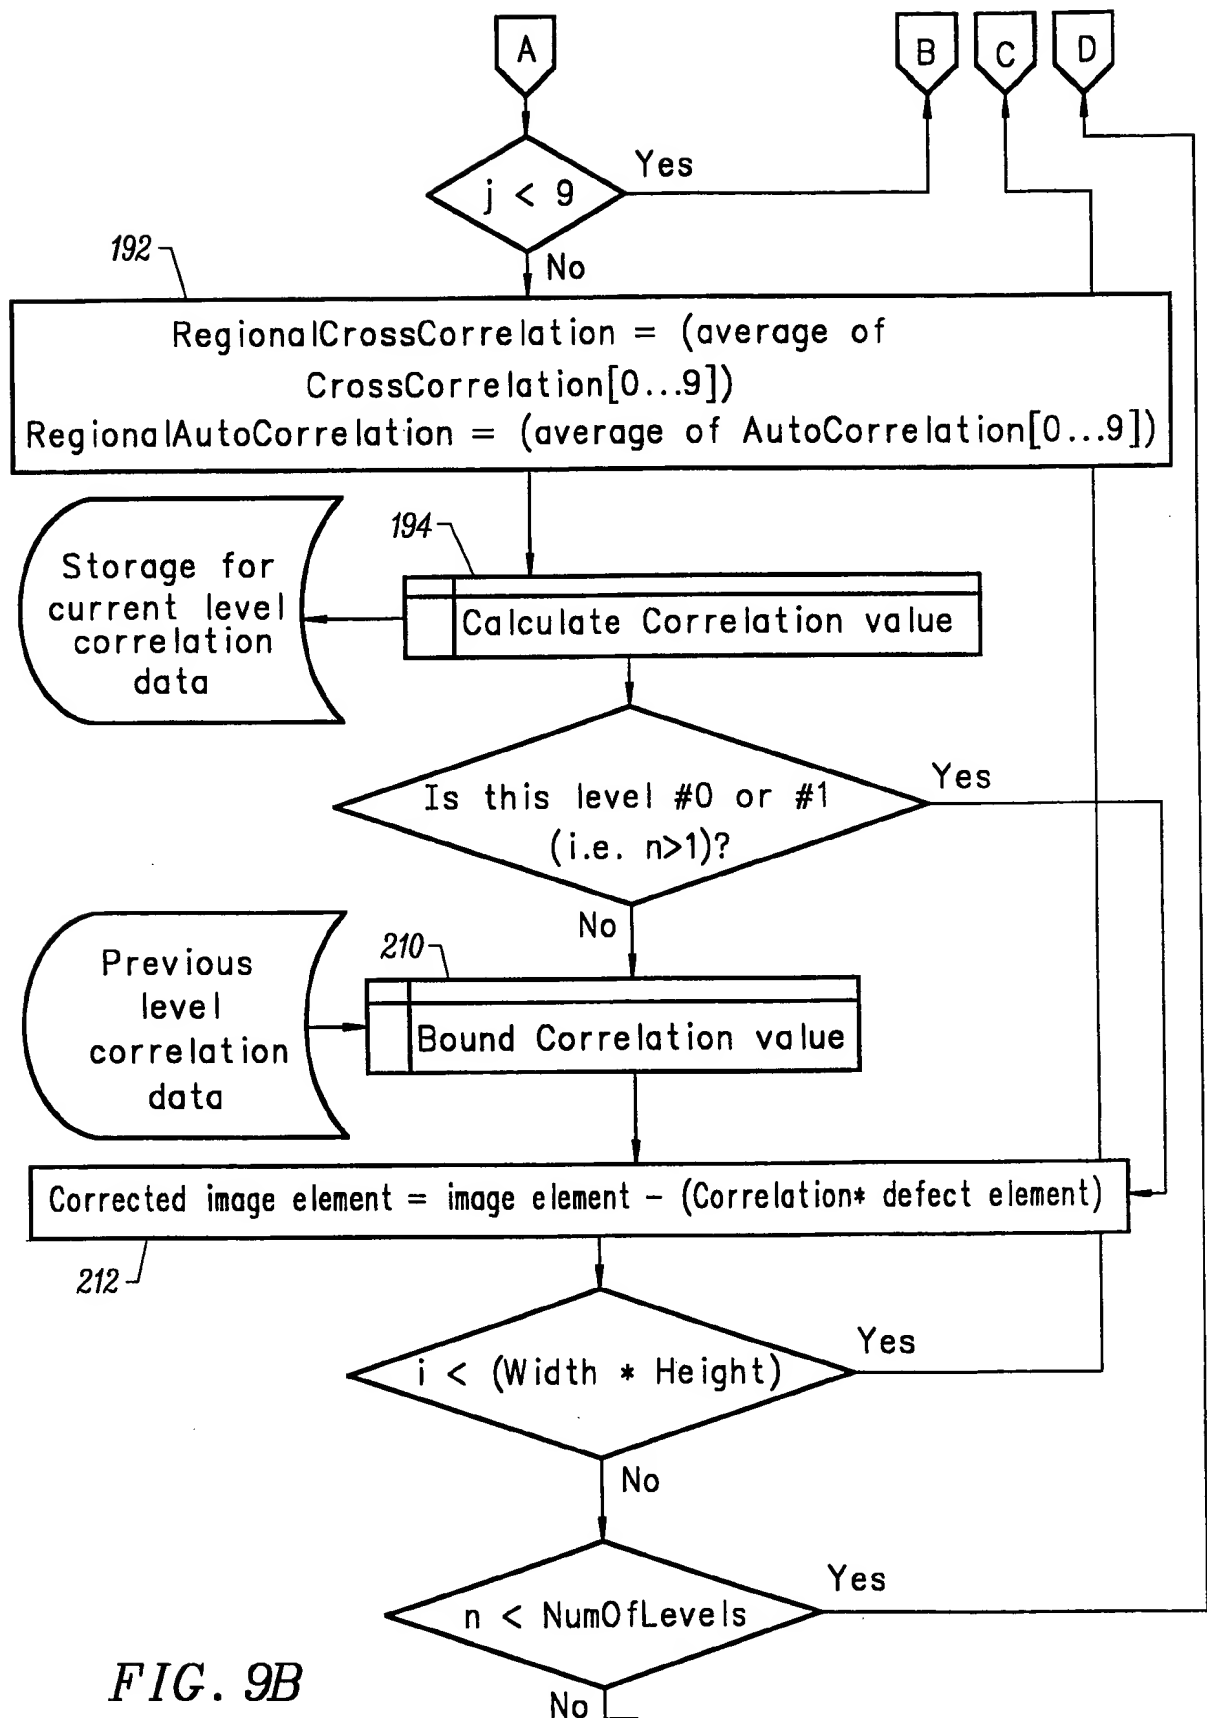 A
B
C
D
j < 9
Yes
No
192
RegionalCrossCorrelation = (average of
CrossCorrelation[0...9])
RegionalAutoCorrelation = (average of AutoCorrelation[0...9])
194
Storage for
current level
correlation
data
Calculate Correlation value
Is this level #0 or #1
(i.e. n>1)?
Yes
No
210
Previous
level
correlation
data
Bound Correlation value
Corrected image element = image element - (Correlation* defect element)
212
i < (Width * Height)
Yes
No
n < NumOfLevels
Yes
No
FIG. 9B